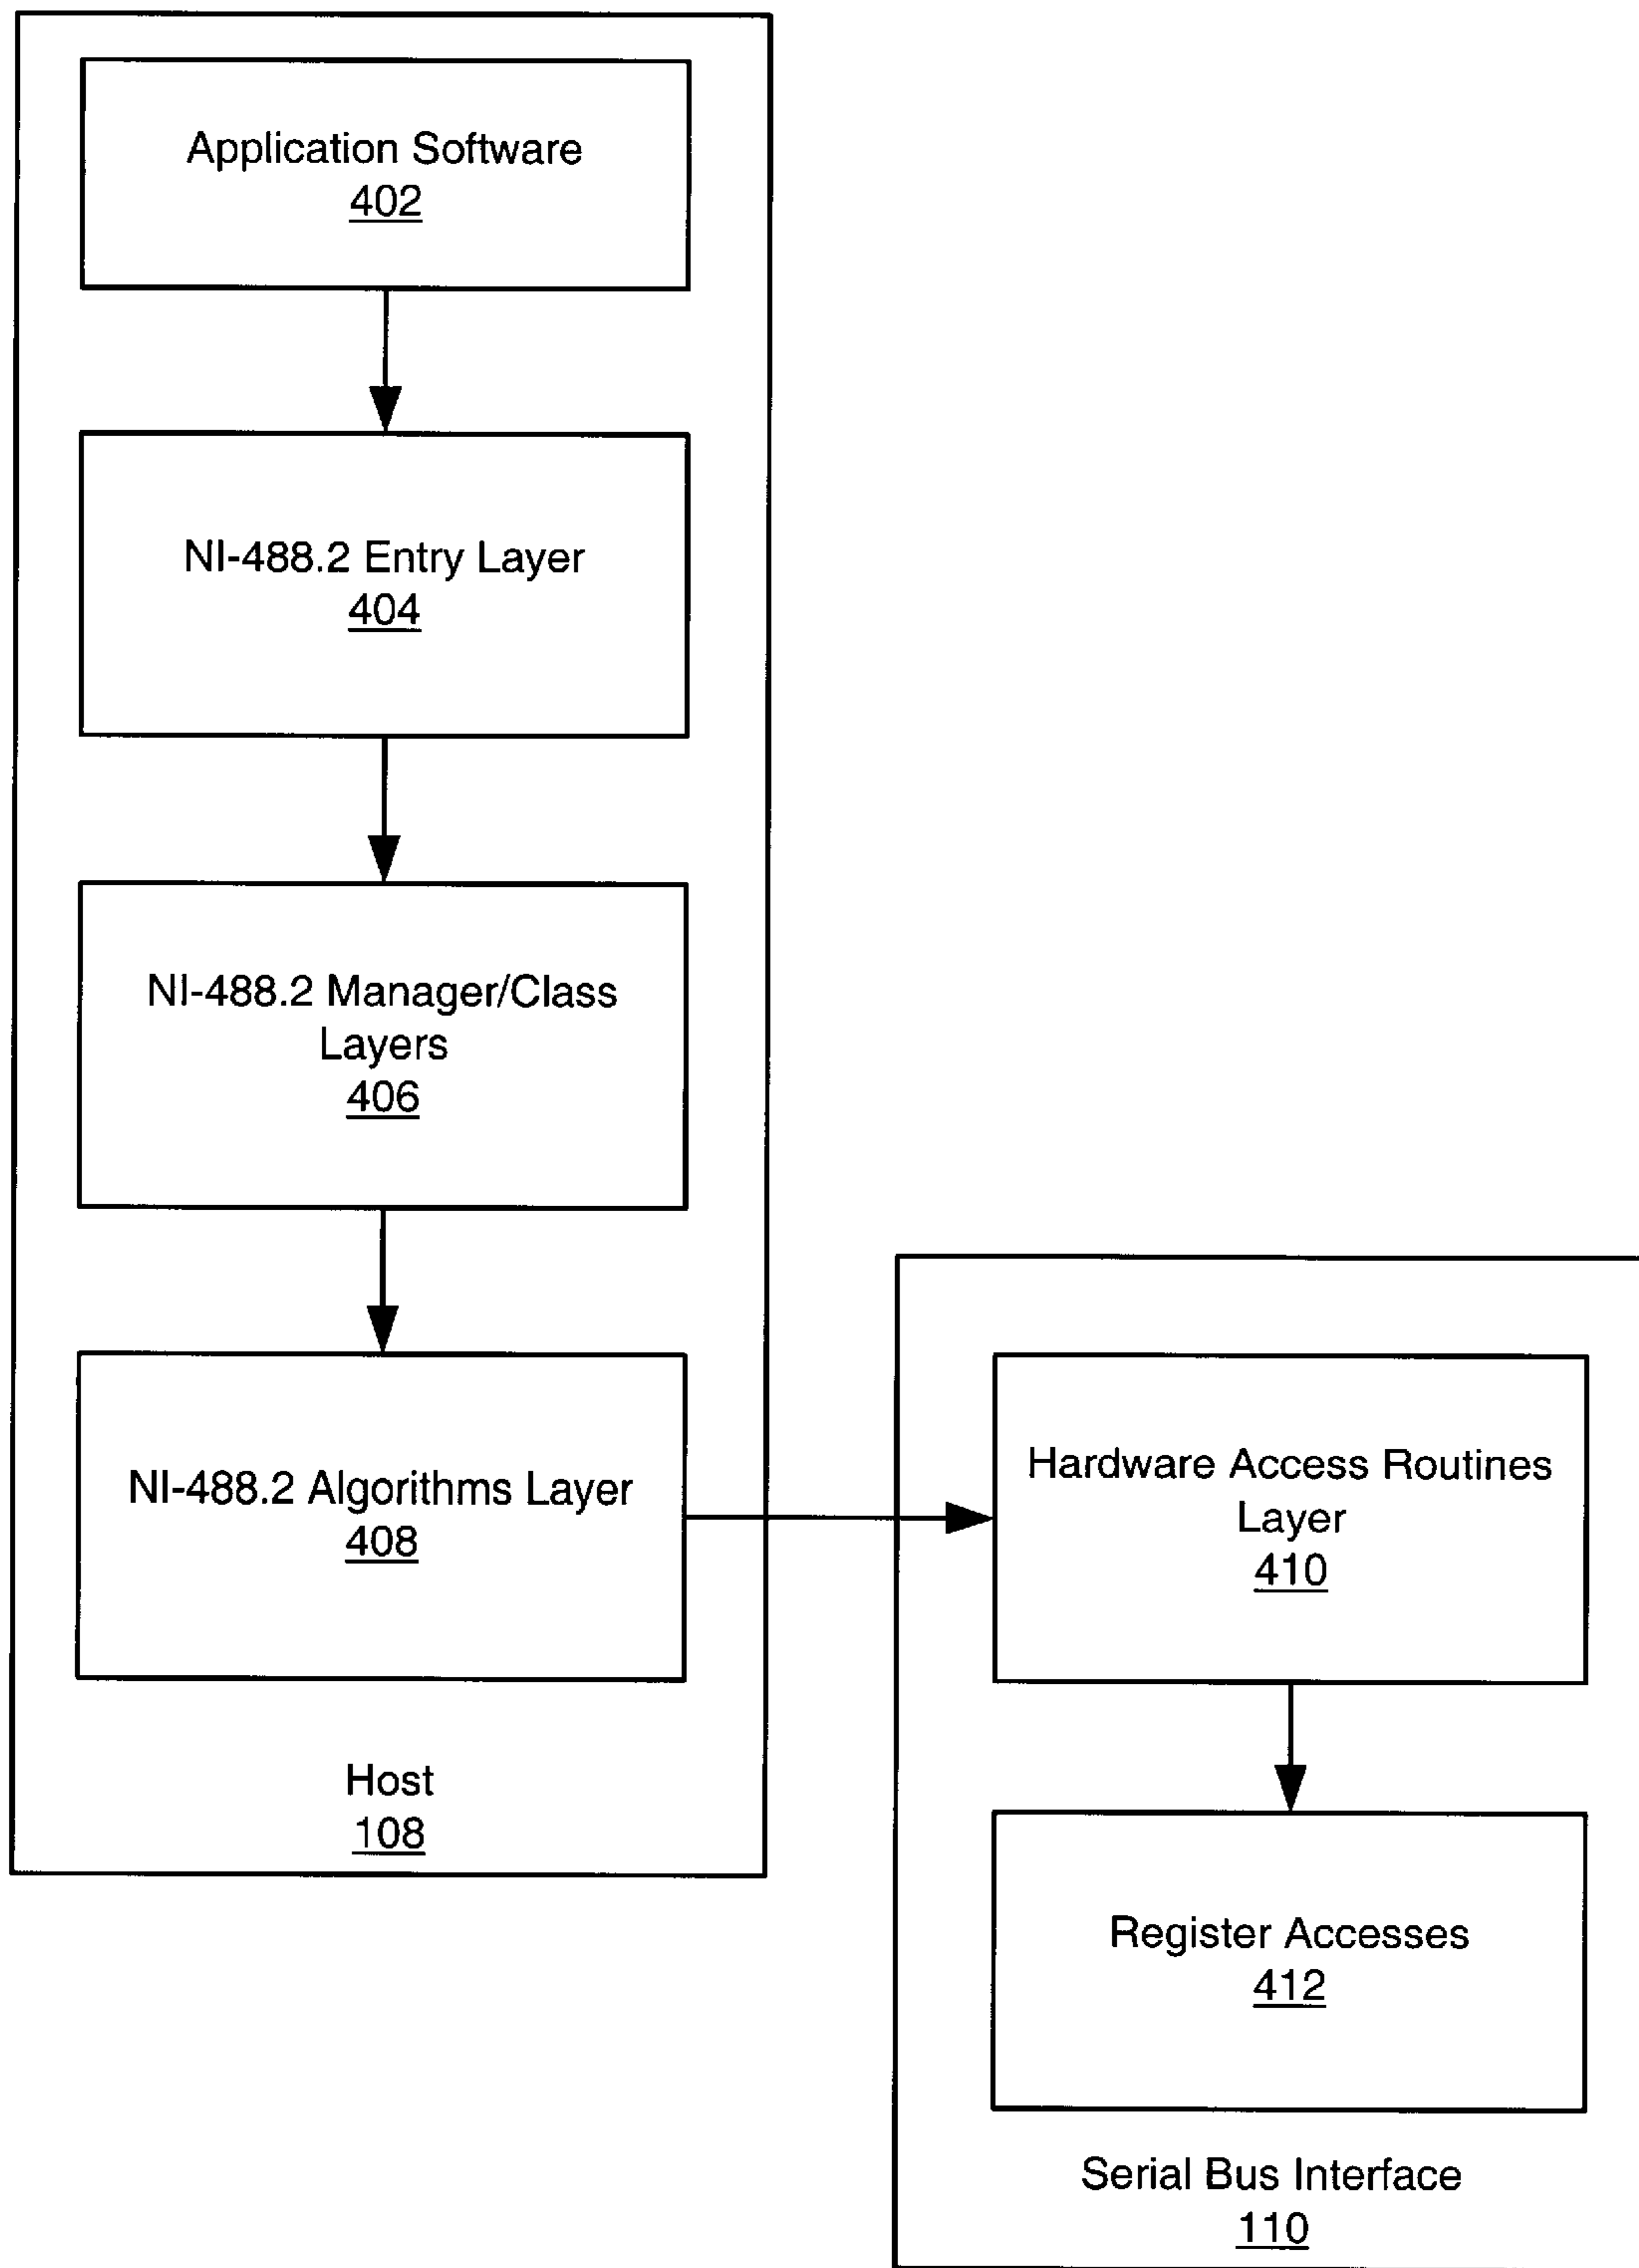 Application Software
402
NI-488.2 Entry Layer
404
NI-488.2 Manager/Class
Layers
406
NI-488.2 Algorithms Layer
408
Host
108
Hardware Access Routines
Layer
410
Register Accesses
412
Serial Bus Interface
110